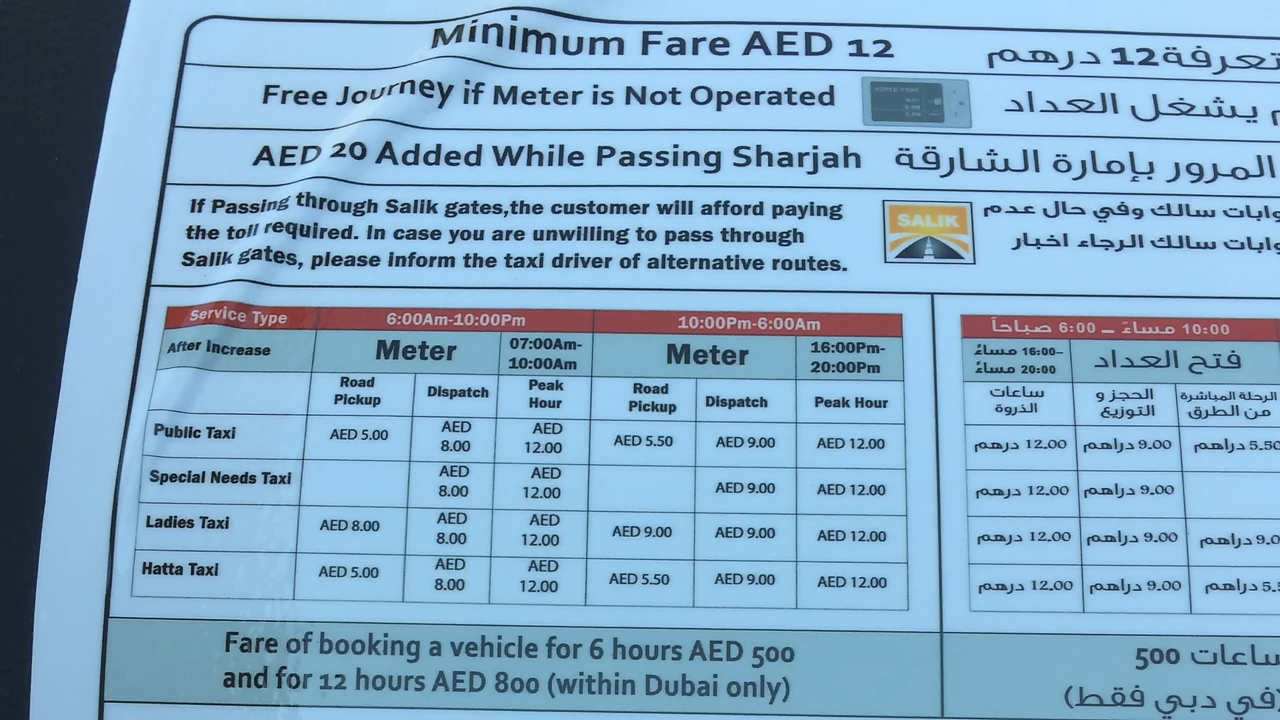 Minimum Fare AED 12
تعرفة 12 درهم
Free Journey if Meter is Not Operated
يشغل العداد
AED 20 Added While Passing Sharjah
المرور بإمارة الشارقة
If Passing through Salik gates,the customer will afford paying
the toll required. In case you are unwilling to pass through
Salik gates, please inform the taxi driver of alternative routes.
SALIK
سالك وفي حال عدم
سالك الرجاء اخبار
Service Type 6:00Am-10:00Pm 10:00Pm-6:00Am
After Increase Meter 07:00Am-10:00Am Meter 16:00Pm-20:00Pm
Road Pickup Dispatch Peak Hour Road Pickup Dispatch Peak Hour
Public Taxi AED 5.00 AED 8.00 AED 12.00 AED 5.50 AED 9.00 AED 12.00
Special Needs Taxi AED 8.00 AED 12.00 AED 9.00 AED 12.00
Ladies Taxi AED 8.00 AED 8.00 AED 12.00 AED 9.00 AED 9.00 AED 12.00
Hatta Taxi AED 5.00 AED 8.00 AED 12.00 AED 5.50 AED 9.00 AED 12.00
10:00 مساءً – 6:00 صباحاً
فتح العداد 16:00 مساءً – 20:00 مساءً
الرحلة المباشرة من الطرق الحجز و التوزيع ساعات الذروة
5.50 دراهم 9.00 دراهم 12.00 درهم
9.00 دراهم 12.00 درهم
دراهم 9.00 دراهم 12.00 درهم
دراهم 9.00 دراهم 12.00 درهم
Fare of booking a vehicle for 6 hours AED 500
and for 12 hours AED 800 (within Dubai only)
ساعات 500
(في دبي فقط)